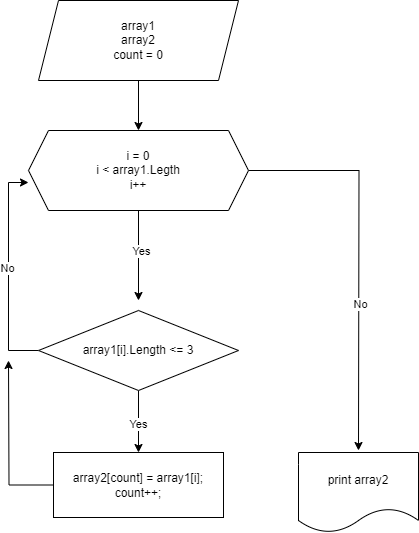 array1
array2
count = 0
i = 0
i < array1.Legth
i++
Yes
No
No
array1[i].Length <= 3
Yes
array2[count] = array1[i];
count++;
print array2